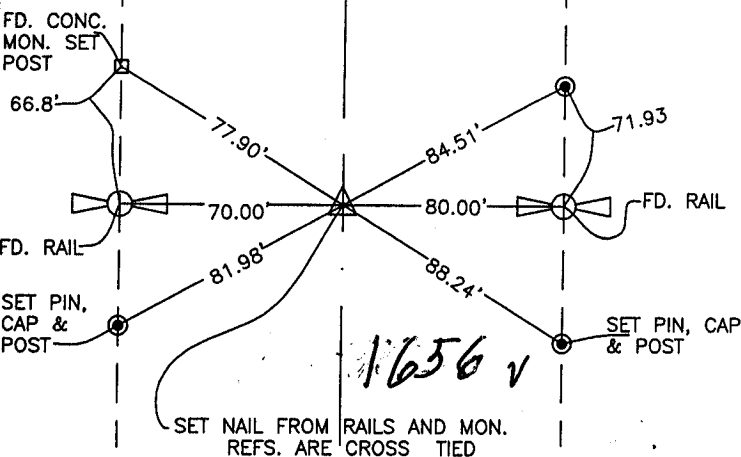 FD. CONC.
MON. SET
POST
66.8'
77.90'
84.51'
71.93
70.00'
80.00'
FD. RAIL
FD. RAIL
81.98'
88.24'
SET PIN,
CAP &
POST
SET PIN, CAP
& POST
1656 v
SET NAIL FROM RAILS AND MON.
REFS. ARE CROSS TIED